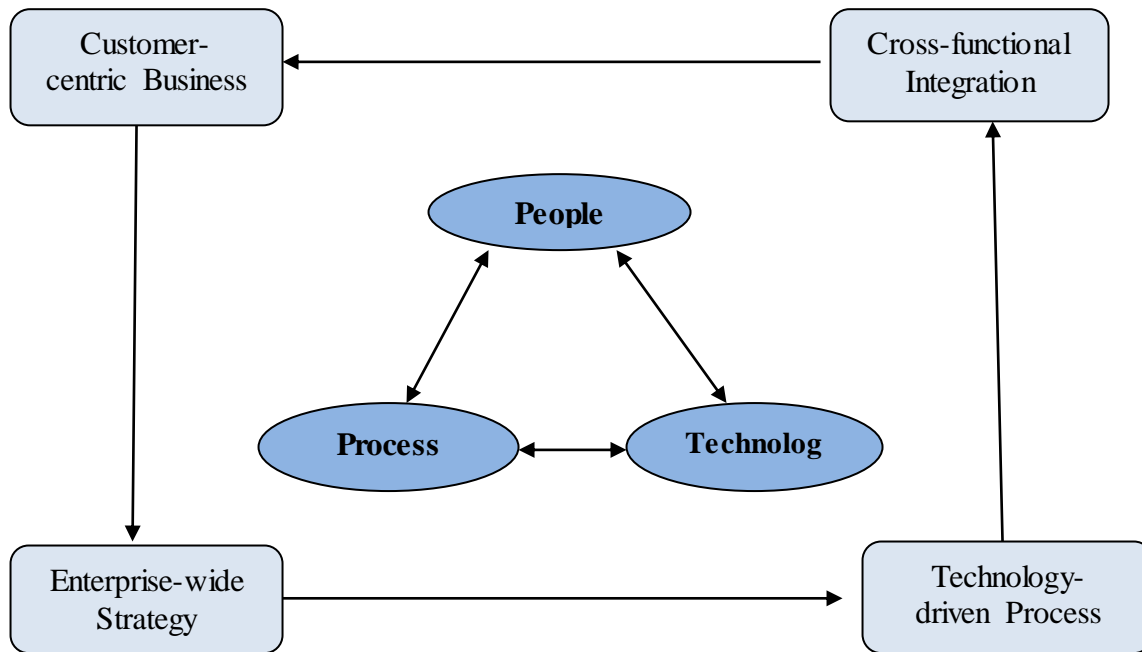 Customer-
centric Business
Cross-functional
Integration
People
Process
Technolog
Enterprise-wide
Strategy
Technology-
driven Process